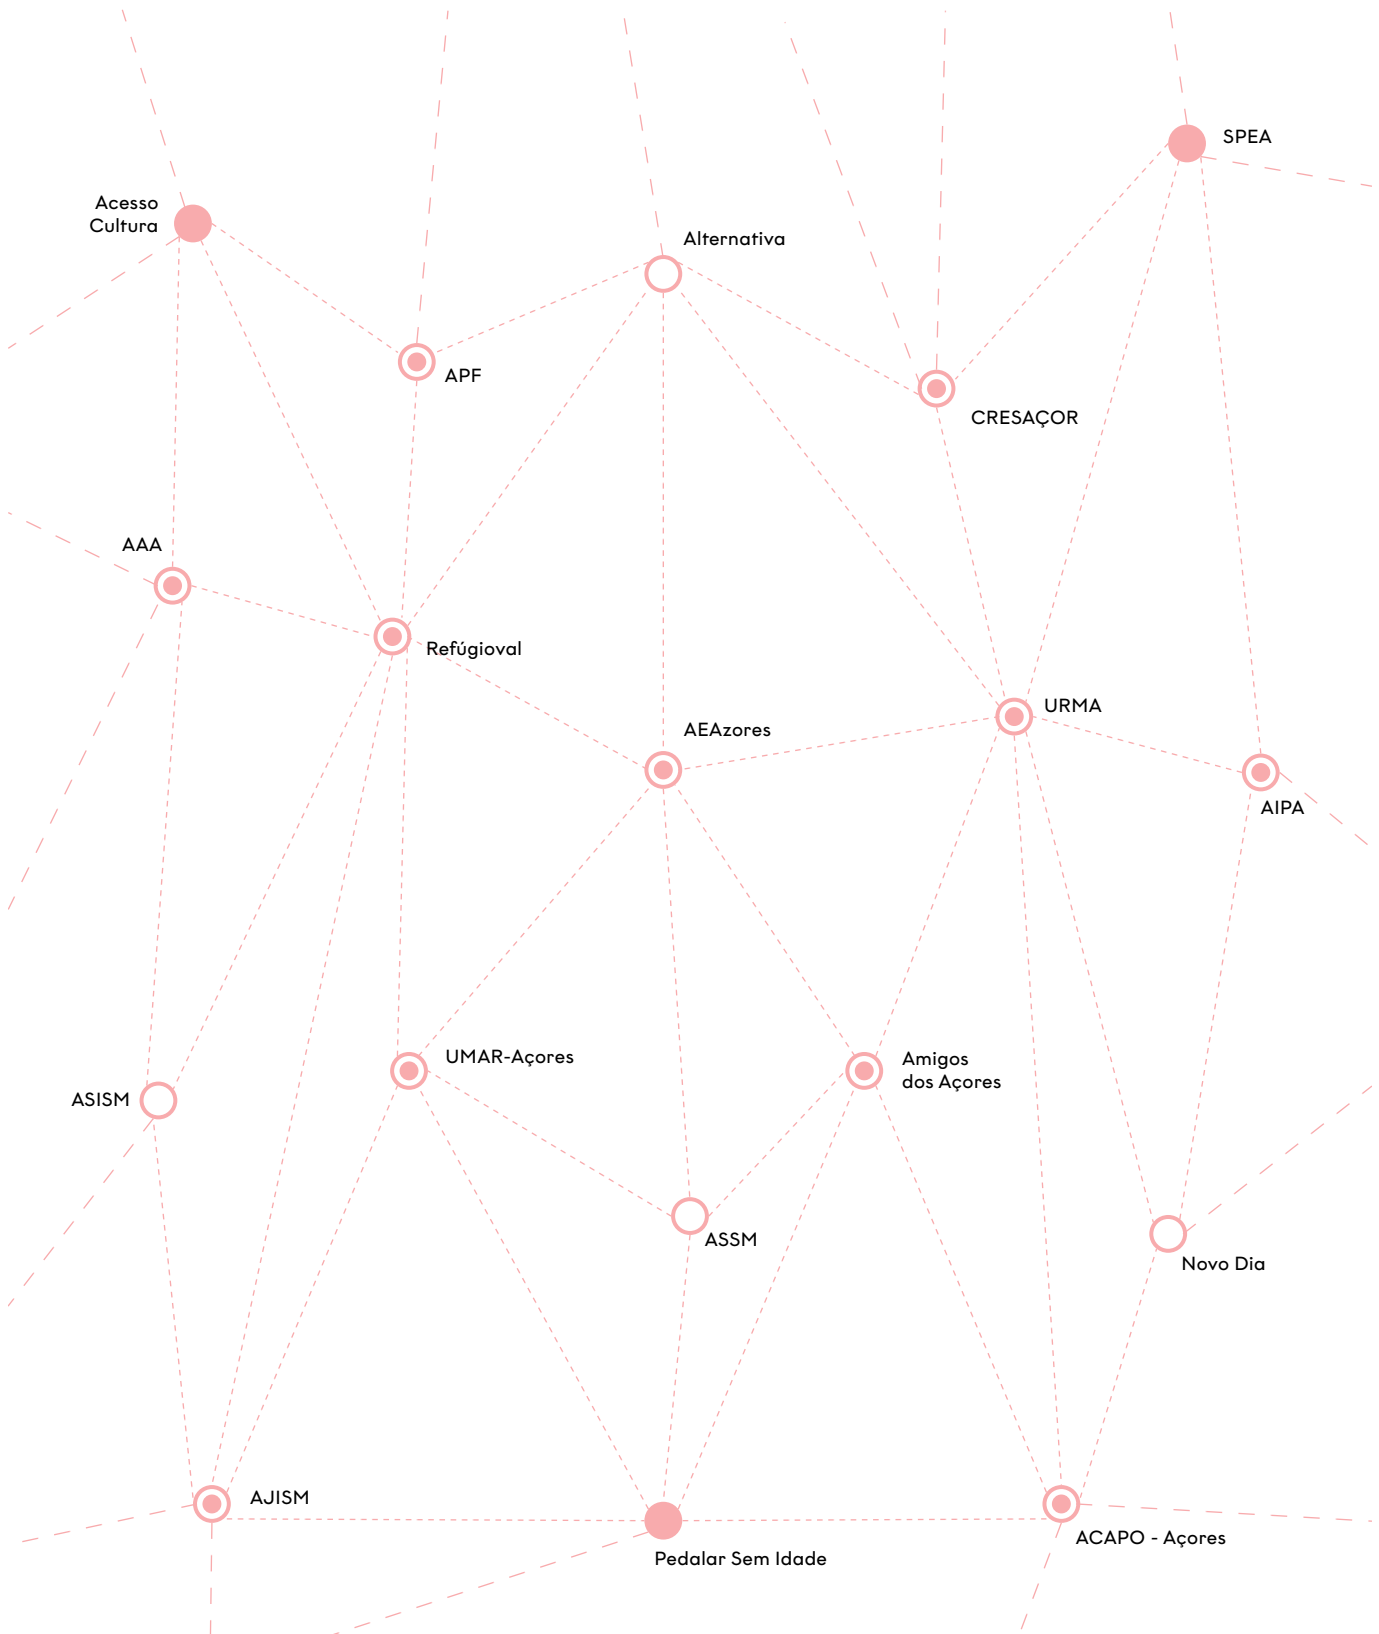 SPEA
Acesso
Cultura
Alternativa
APF
CRESAÇOR
AAA
Refúgioval
URMA
AEAzores
AIPA
UMAR-Açores
Amigos
dos Açores
ASISM
ASSM
Novo Dia
AJISM
ACAPO - Açores
Pedalar Sem Idade